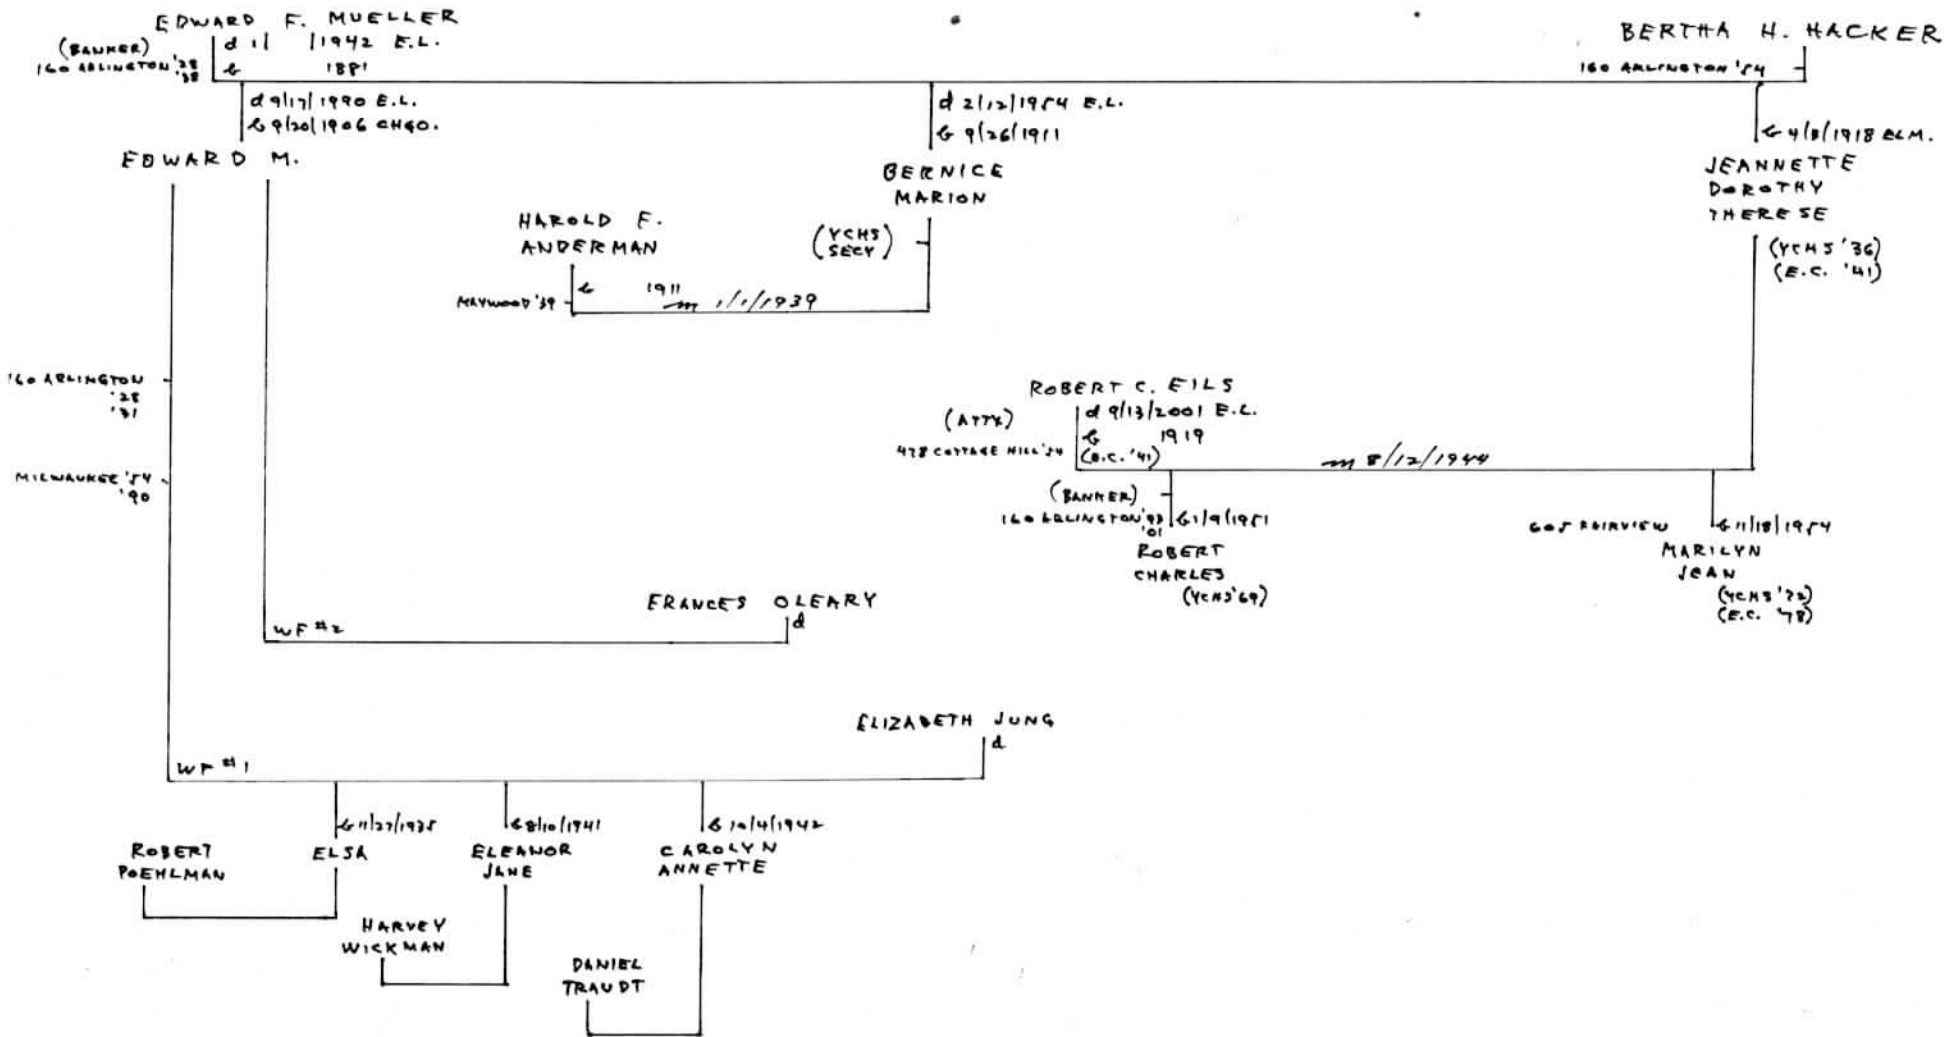 EDWARD F. MUELLER
(BANKER)
d 1/ /1942 E.L.
160 ARLINGTON '28
'38
b 1881
BERTHA H. HACKER
160 ARLINGTON '54
d 9/17/1990 E.L.
b 9/20/1906 CHGO.
EDWARD M.
d 2/12/1954 E.L.
b 9/26/1911
BERNICE
MARION
(YCHS
SECY)
b 4/8/1918 ELM.
JEANNETTE
DOROTHY
THERESE
(YCHS '36)
(E.C. '41)
HAROLD F.
ANDERMAN
b 1911
MAYWOOD '39
m 1/1/1939
160 ARLINGTON
'28
'31
MILWAUKEE '54
'90
ROBERT C. EILS
(ATTY)
d 9/13/2001 E.L.
b 1919
478 COTTAGE HILL '54
(E.C. '41)
m 8/12/1944
(BANKER)
160 ARLINGTON
'01
b 1/9/1951
ROBERT
CHARLES
(YCHS '69)
605 FAIRVIEW
b 11/18/1954
MARILYN
JEAN
(YCHS '72)
(E.C. '78)
FRANCES OLEARY
d
WF #2
ELIZABETH JUNG
d
WF #1
b 11/27/1935
ELSA
ROBERT
POEHLMAN
b 8/10/1941
ELEANOR
JANE
HARVEY
WICKMAN
b 10/4/1942
CAROLYN
ANNETTE
DANIEL
TRAUDT